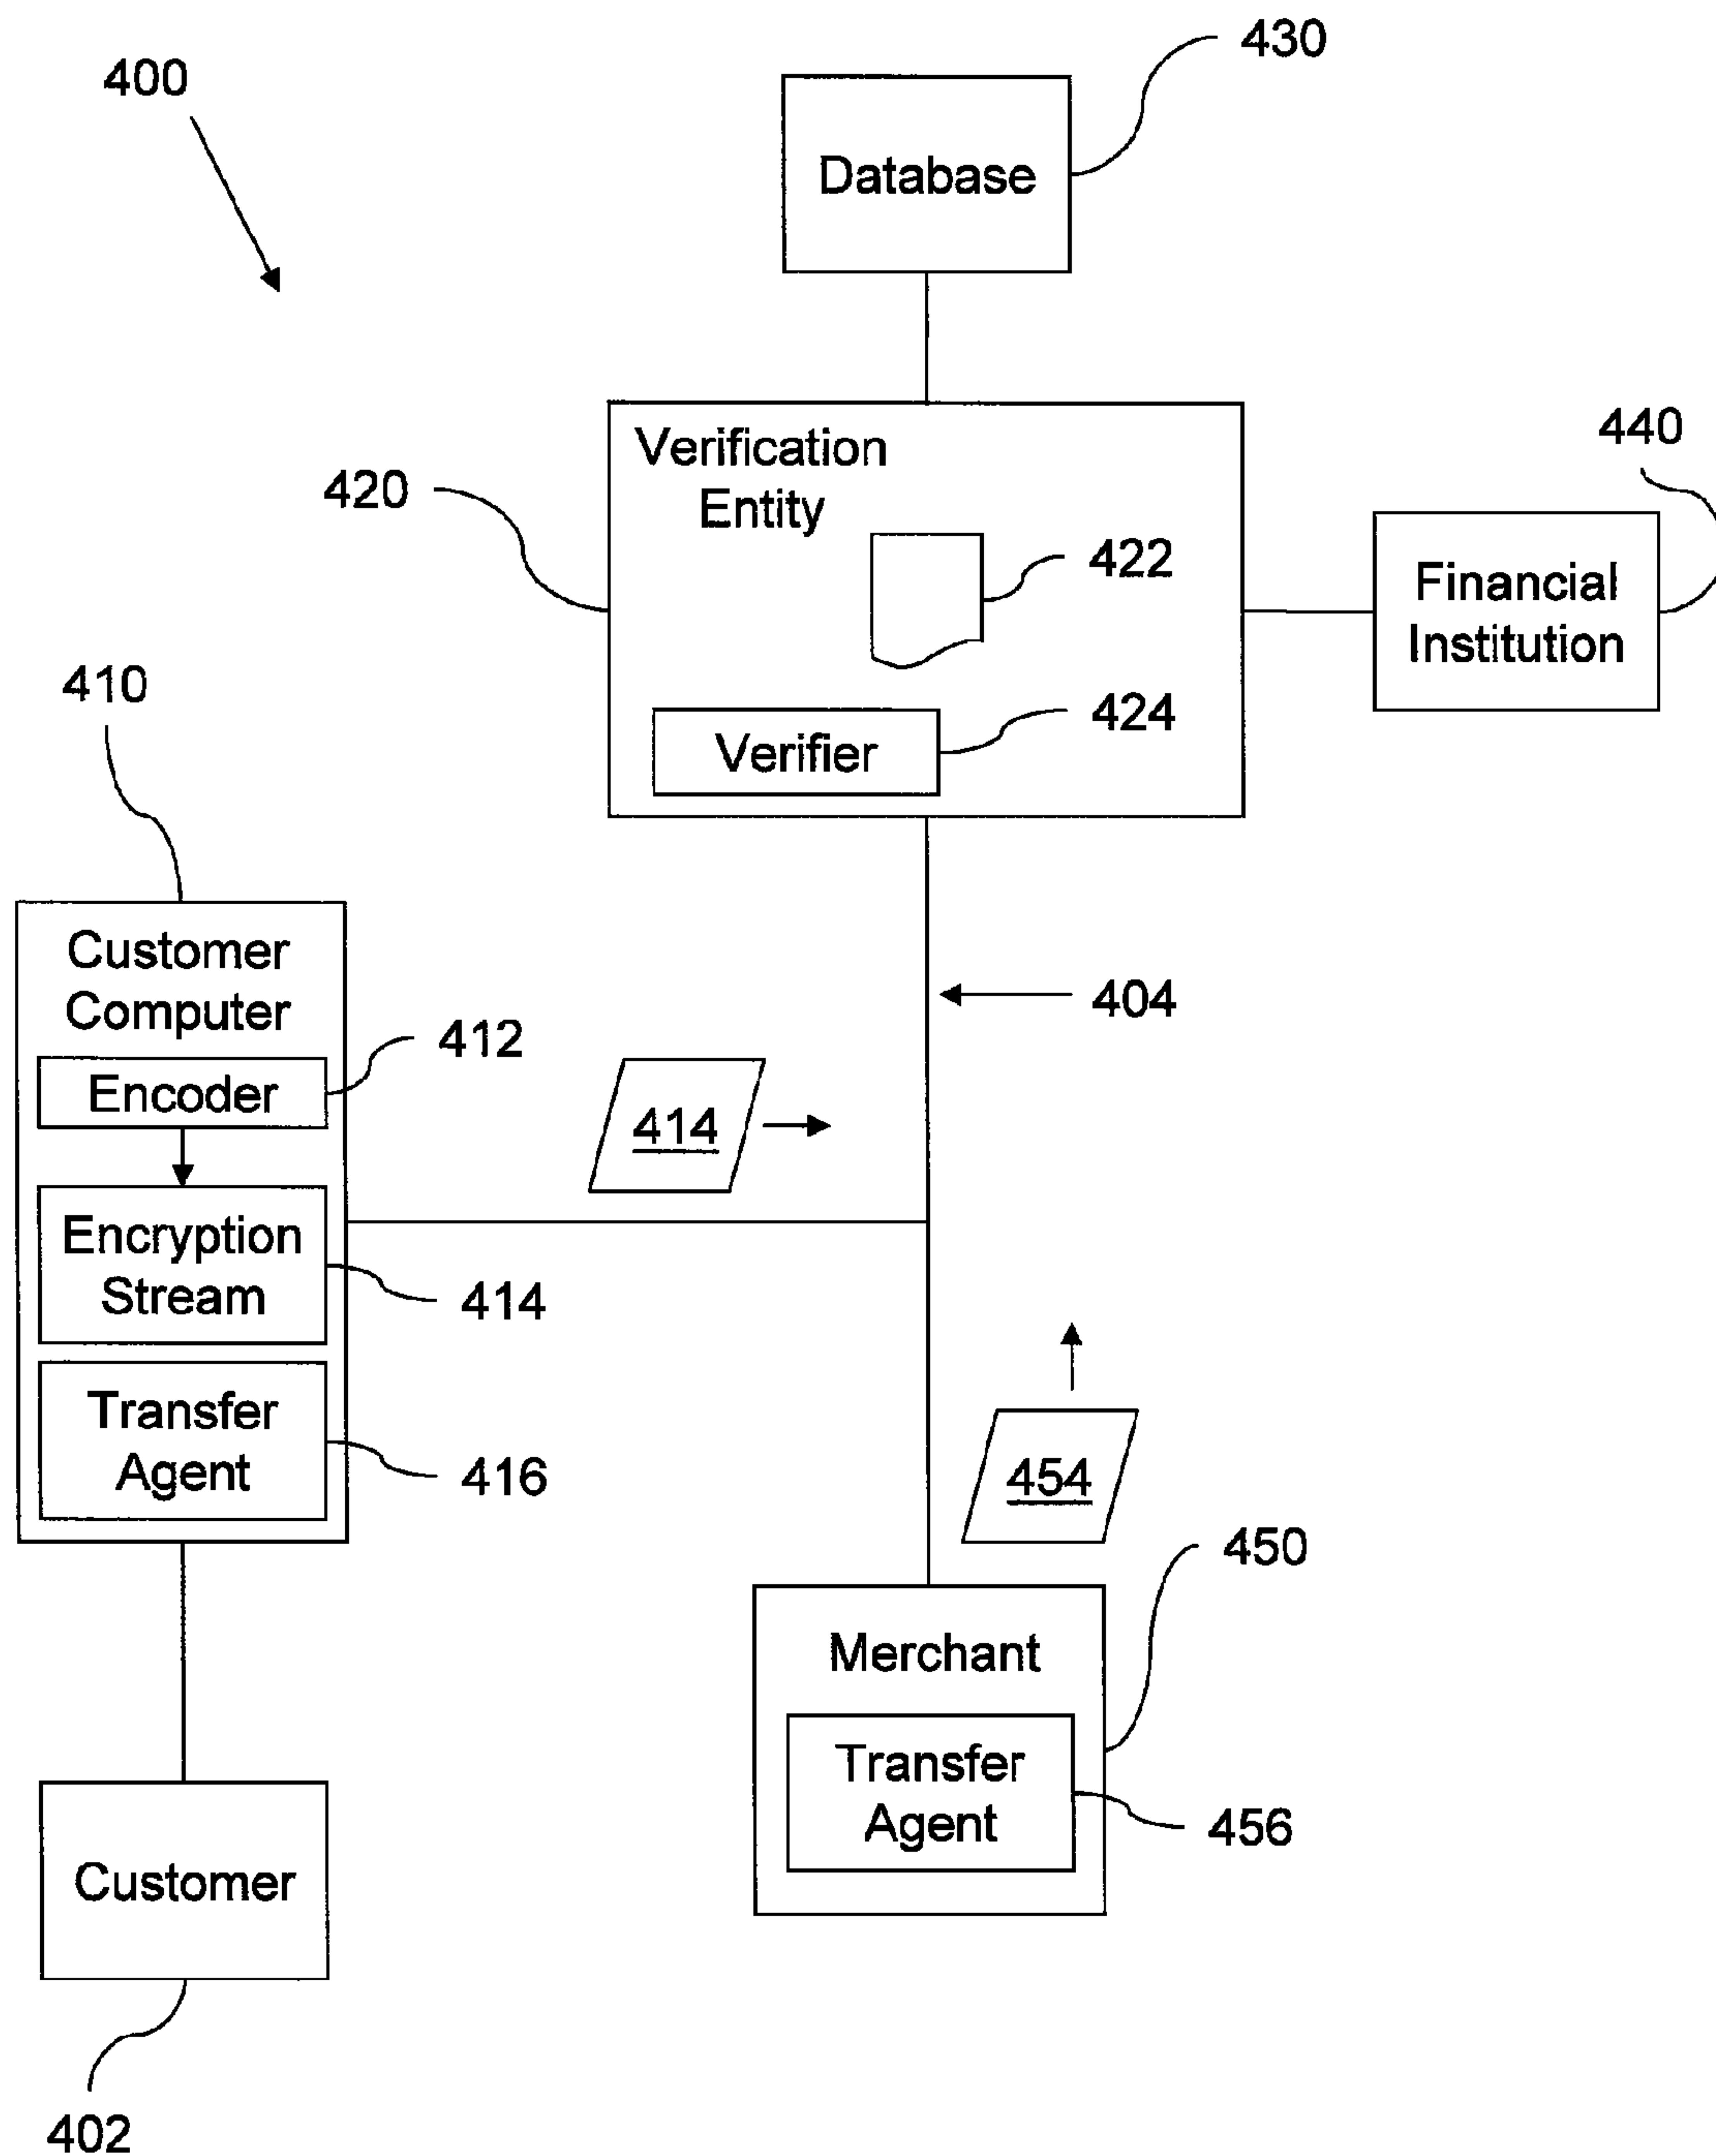 430
400
Database
Verification
Entity
420
440
422
Financial
Institution
410
424
Verifier
Customer
Computer
404
412
Encoder
414
Encryption
Stream
414
Transfer
Agent
416
454
450
Merchant
Transfer
Agent
456
Customer
402